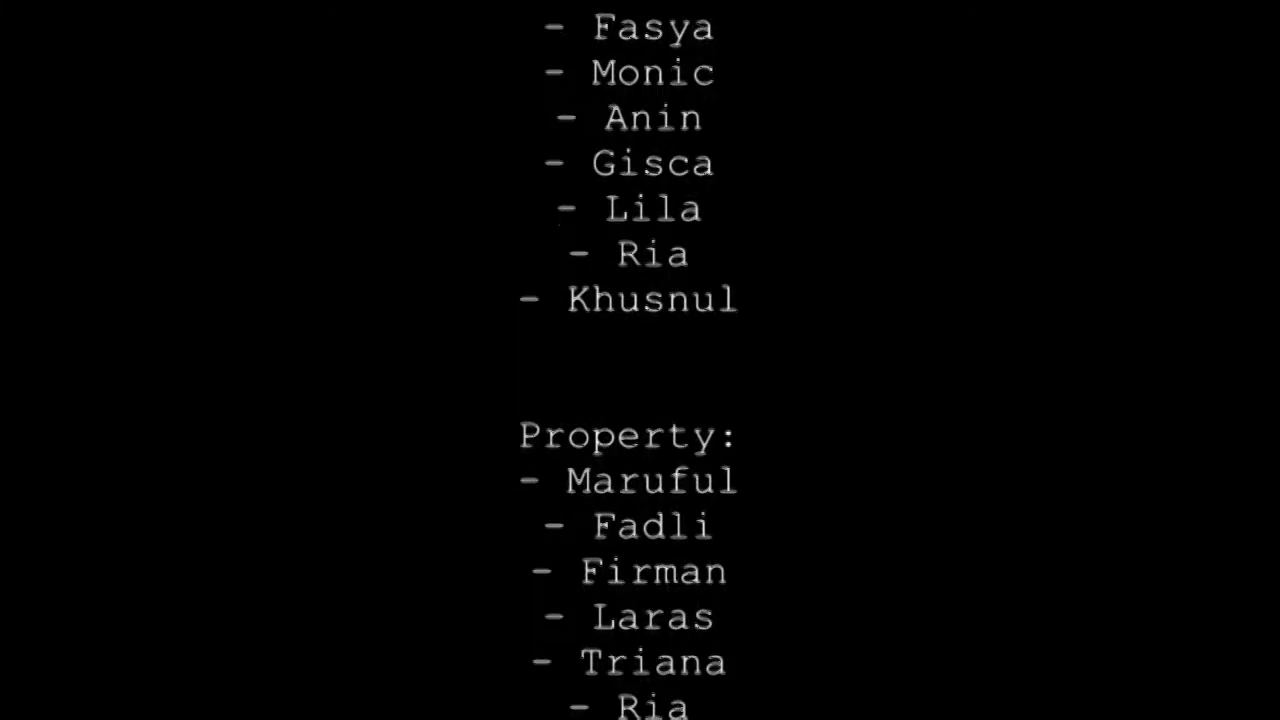 - Fasya
- Monic
- Anin
- Gisca
- Lila
- Ria
- Khusnul
Property:
- Maruful
- Fadli
- Firman
- Laras
- Triana
- Ria